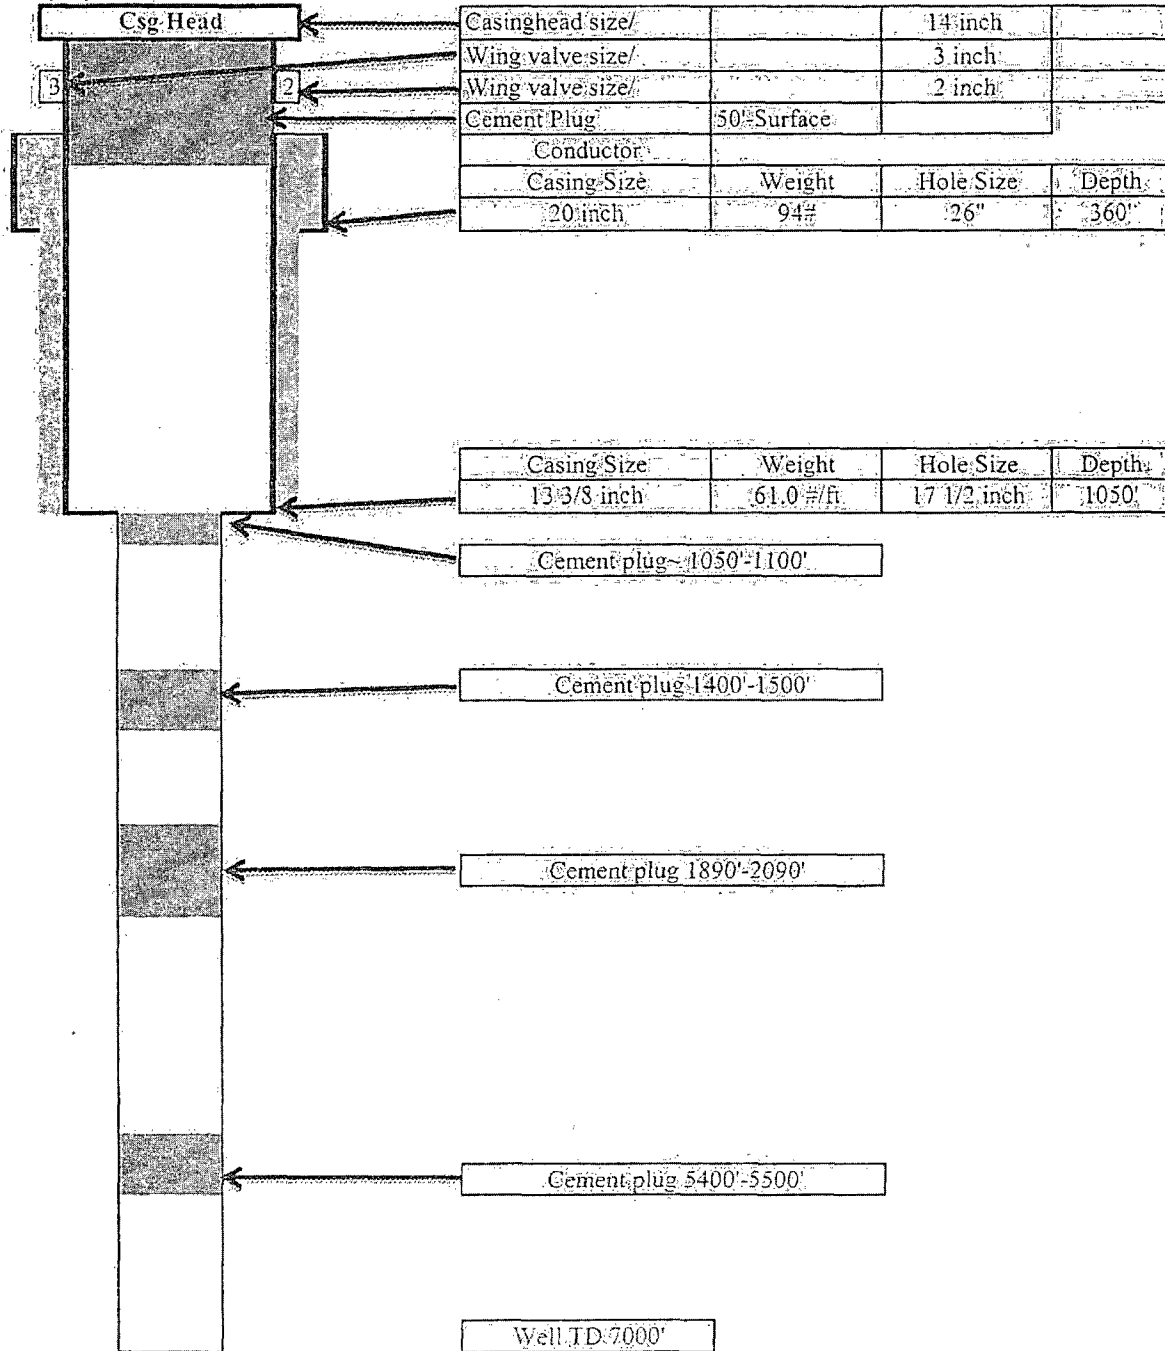 Csg Head
Casinghead size/ 14 inch
Wing valve size/ 3 inch
3 2 Wing valve size/ 2 inch
Cement Plug 50'-Surface
Conductor
Casing Size Weight Hole Size Depth
20 inch 94# 26" 360'
Casing Size Weight Hole Size Depth
13 3/8 inch 61.0 #/ft 17 1/2 inch 1050'
Cement plug~ 1050'-1100'
Cement plug 1400'-1500'
Cement plug 1890'-2090'
Cement plug 5400'-5500'
Well TD 7000'